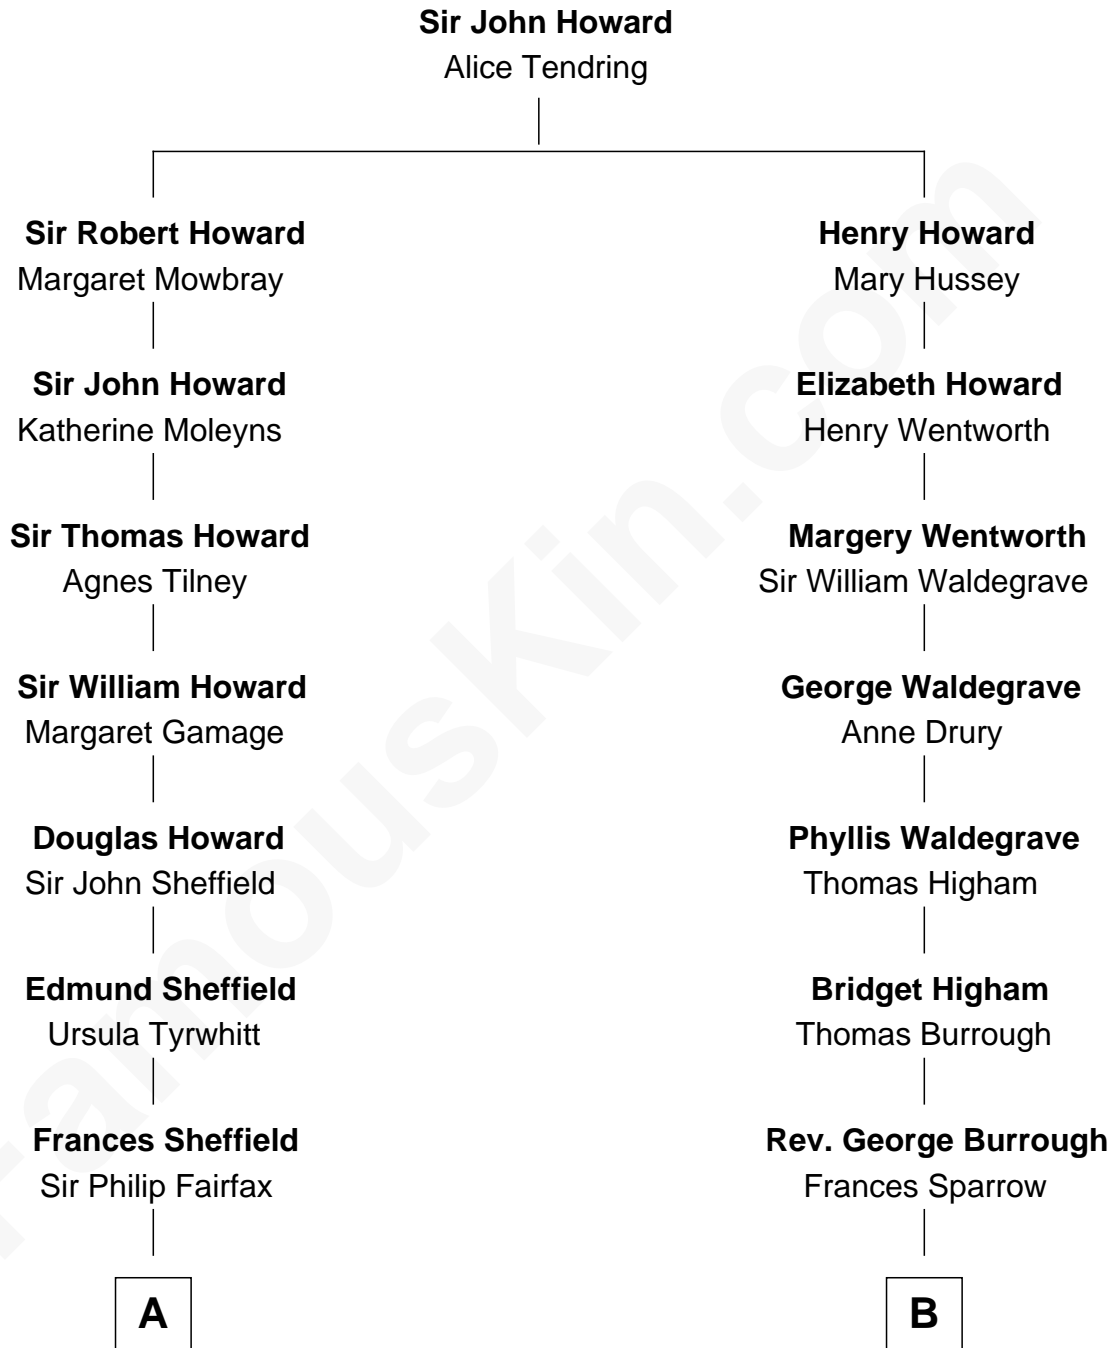 Sir John Howard
Alice Tendring
Sir Robert Howard
Margaret Mowbray
Henry Howard
Mary Hussey
Sir John Howard
Katherine Moleyns
Elizabeth Howard
Henry Wentworth
Sir Thomas Howard
Agnes Tilney
Margery Wentworth
Sir William Waldegrave
Sir William Howard
Margaret Gamage
George Waldegrave
Anne Drury
Douglas Howard
Sir John Sheffield
Phyllis Waldegrave
Thomas Higham
Edmund Sheffield
Ursula Tyrwhitt
Bridget Higham
Thomas Burrough
Frances Sheffield
Sir Philip Fairfax
Rev. George Burrough
Frances Sparrow
A
B
FamousKin.com